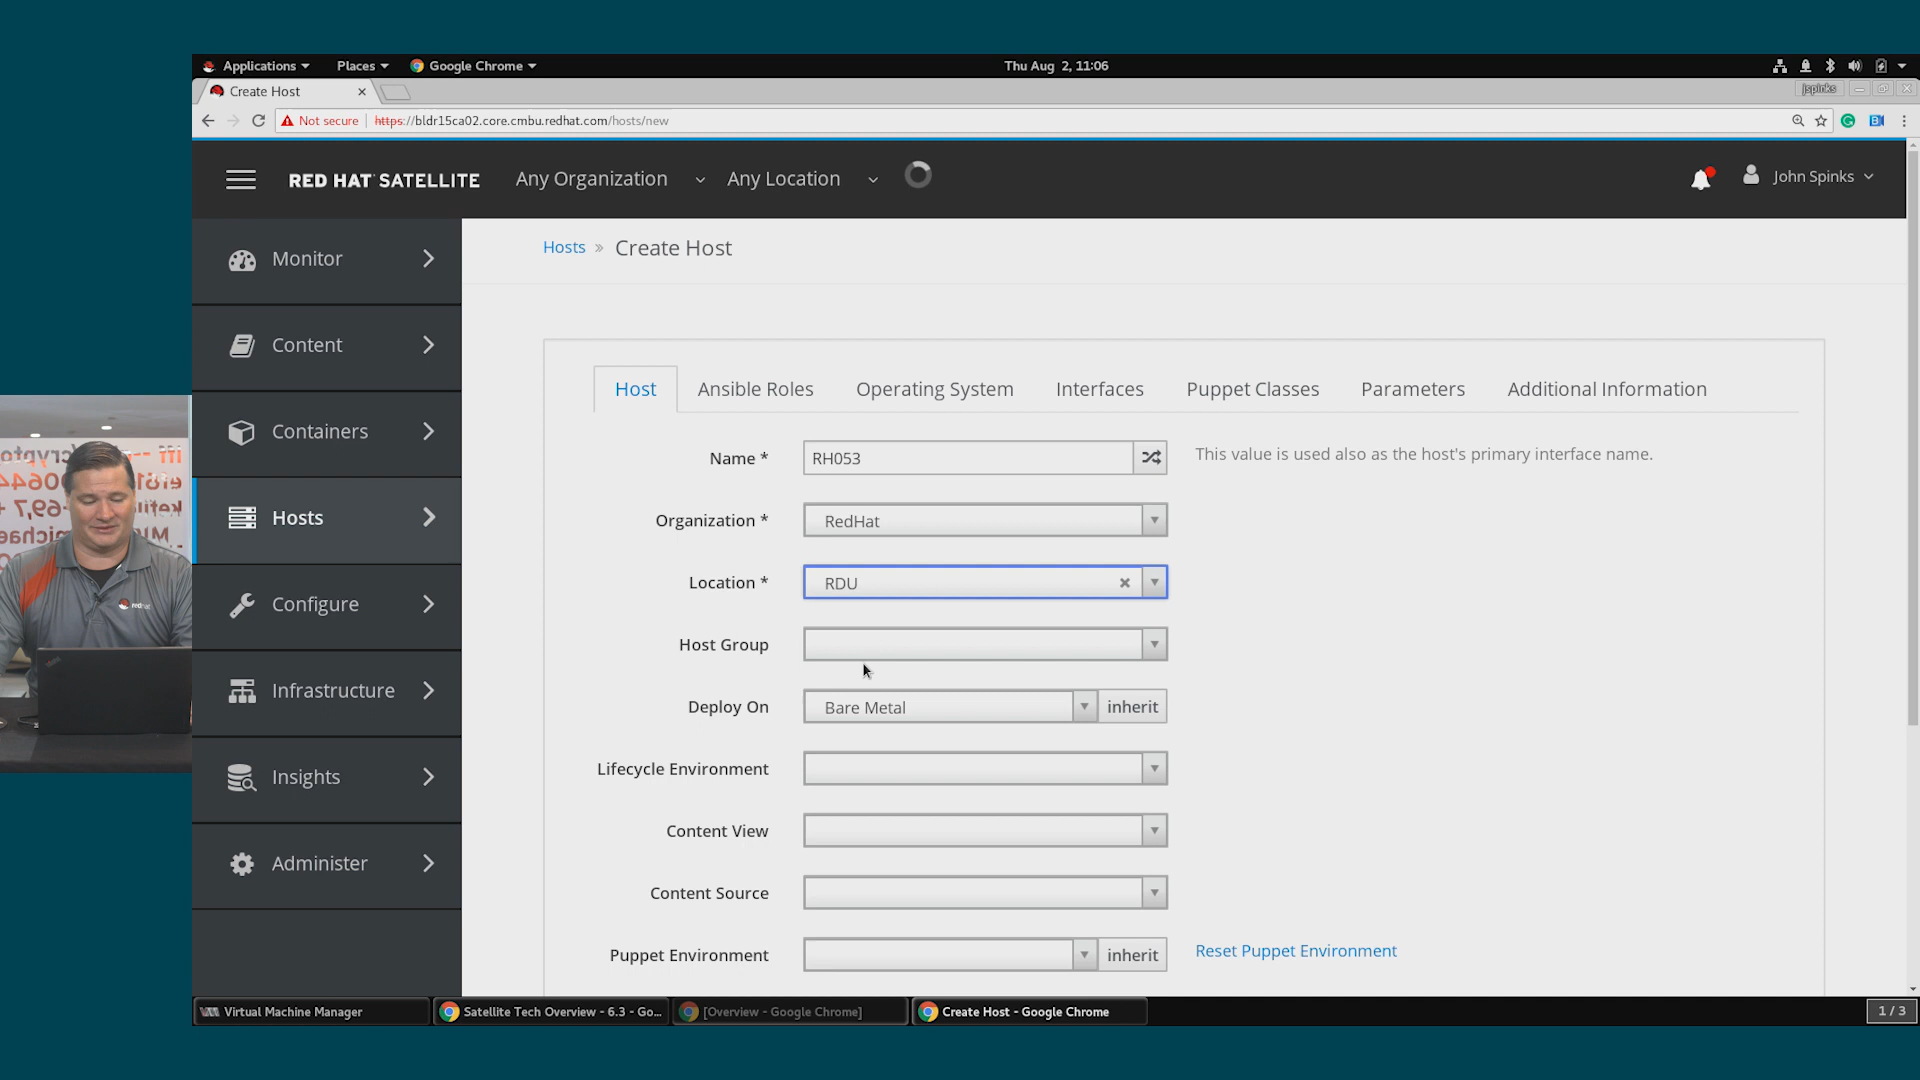 Applications Places Google Chrome Thu Aug 2, 11:06
Create Host jspinks
Not secure https://bldr15ca02.core.cmbu.redhat.com/hosts/new
RED HAT SATELLITE Any Organization Any Location John Spinks
Monitor
Content
Containers
Hosts
Configure
Infrastructure
Insights
Administer
Hosts » Create Host
Host Ansible Roles Operating System Interfaces Puppet Classes Parameters Additional Information
Name * RH053 This value is used also as the host's primary interface name.
Organization * RedHat
Location * RDU
Host Group
Deploy On Bare Metal inherit
Lifecycle Environment
Content View
Content Source
Puppet Environment inherit Reset Puppet Environment
redhat
Virtual Machine Manager Satellite Tech Overview - 6.3 - Go... [Overview - Google Chrome] Create Host - Google Chrome 1 / 3